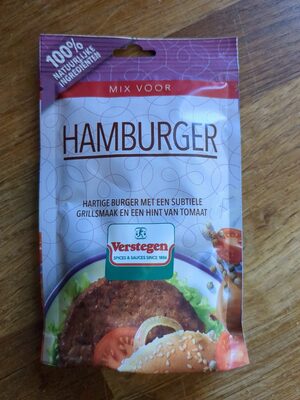 100%
NATUURLIJKE
INGREDIËNTEN
MIX VOOR
HAMBURGER
HARTIGE BURGER MET EEN SUBTIELE
GRILLSMAAK EN EEN HINT VAN TOMAAT
Verstegen
SPICES & SAUCES SINCE 1886